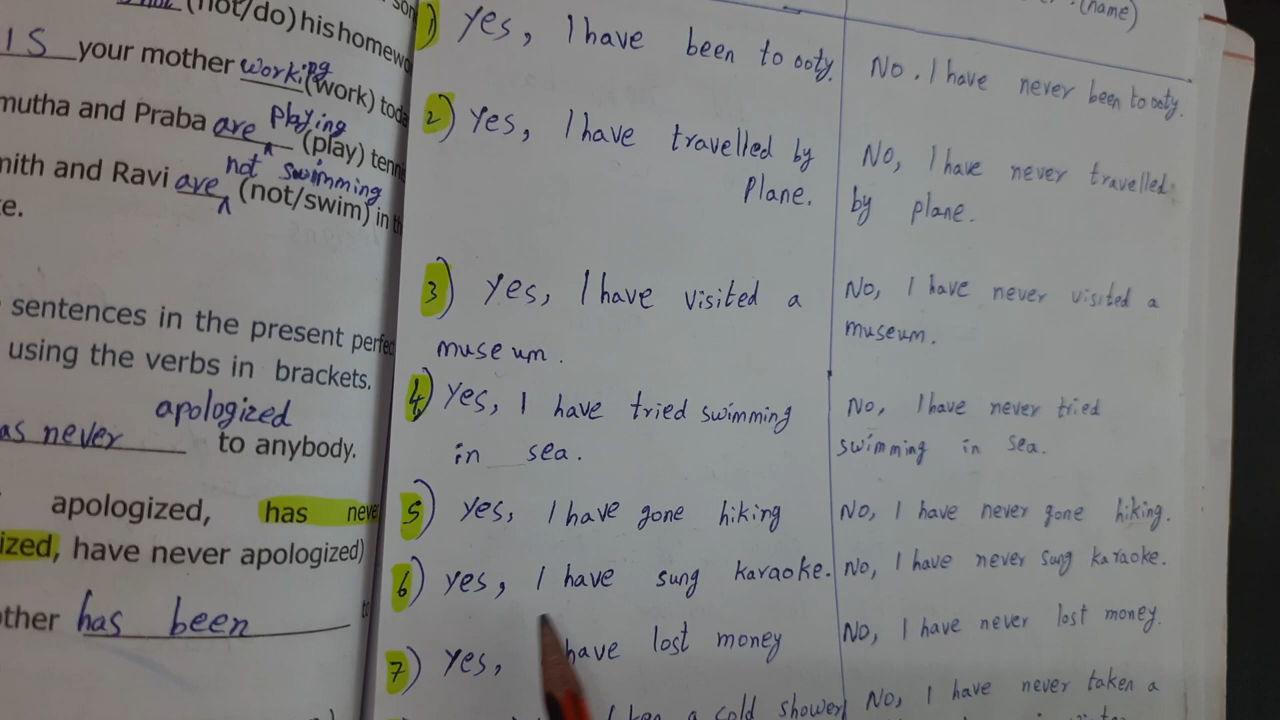 (not/do) his homewo
is your mother working (work) toda
mutha and Praba are playing (play) tennis
mith and Ravi are not swimming (not/swim) in th
e.
sentences in the present perfec
using the verbs in brackets.
as never apologized to anybody.
apologized, has never
ized, have never apologized)
other has been to
(name)
1) Yes, I have been to ooty.
No. I have never been to ooty.
2) Yes, I have travelled by
Plane.
No, I have never travelled
by plane.
3) Yes, I have visited a
museum.
No, I have never visited a
museum.
4) Yes, I have tried swimming
in sea.
No, I have never tried
swimming in sea.
5) Yes, I have gone hiking
No, I have never gone hiking.
6) yes, I have sung karaoke.
No, I have never sung karaoke.
7) Yes, have lost money
No, I have never lost money.
a cold shower
No, I have never taken a